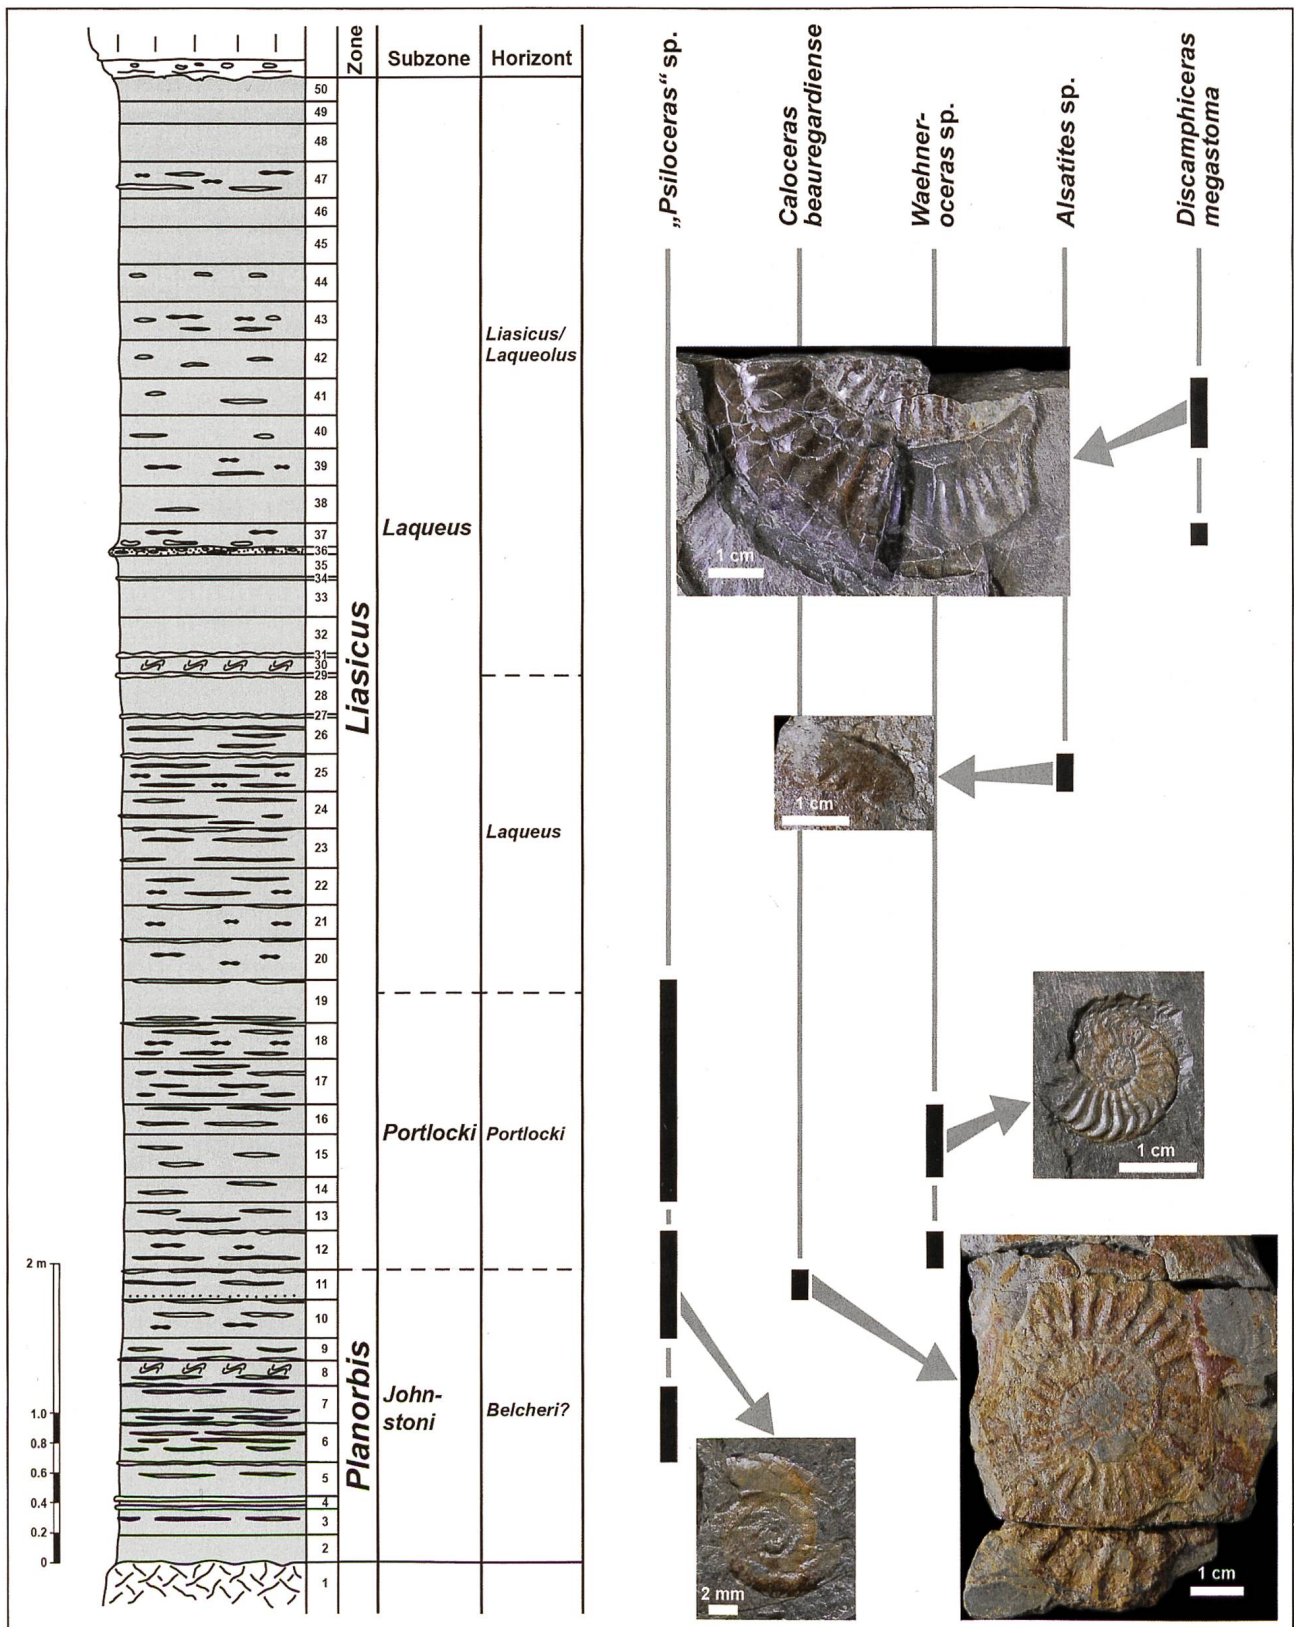 Zone
Subzone
Horizont
„Psiloceras“ sp.
Caloceras
beauregardiense
Waehner-
oceras sp.
Alsatites sp.
Discamphiceras
megastoma
50
49
48
47
46
45
44
43
42
41
40
39
38
37
36
35
34
33
32
31
30
29
28
27
26
25
24
23
22
21
20
19
18
17
16
15
14
13
12
11
10
9
8
7
6
5
4
3
2
1
Liasicus
Planorbis
Laqueus
Portlocki
John-
stoni
Liasicus/
Laqueolus
Laqueus
Portlocki
Belcheri?
2 m
1.0
0.8
0.6
0.4
0.2
0
1 cm
1 cm
1 cm
2 mm
1 cm